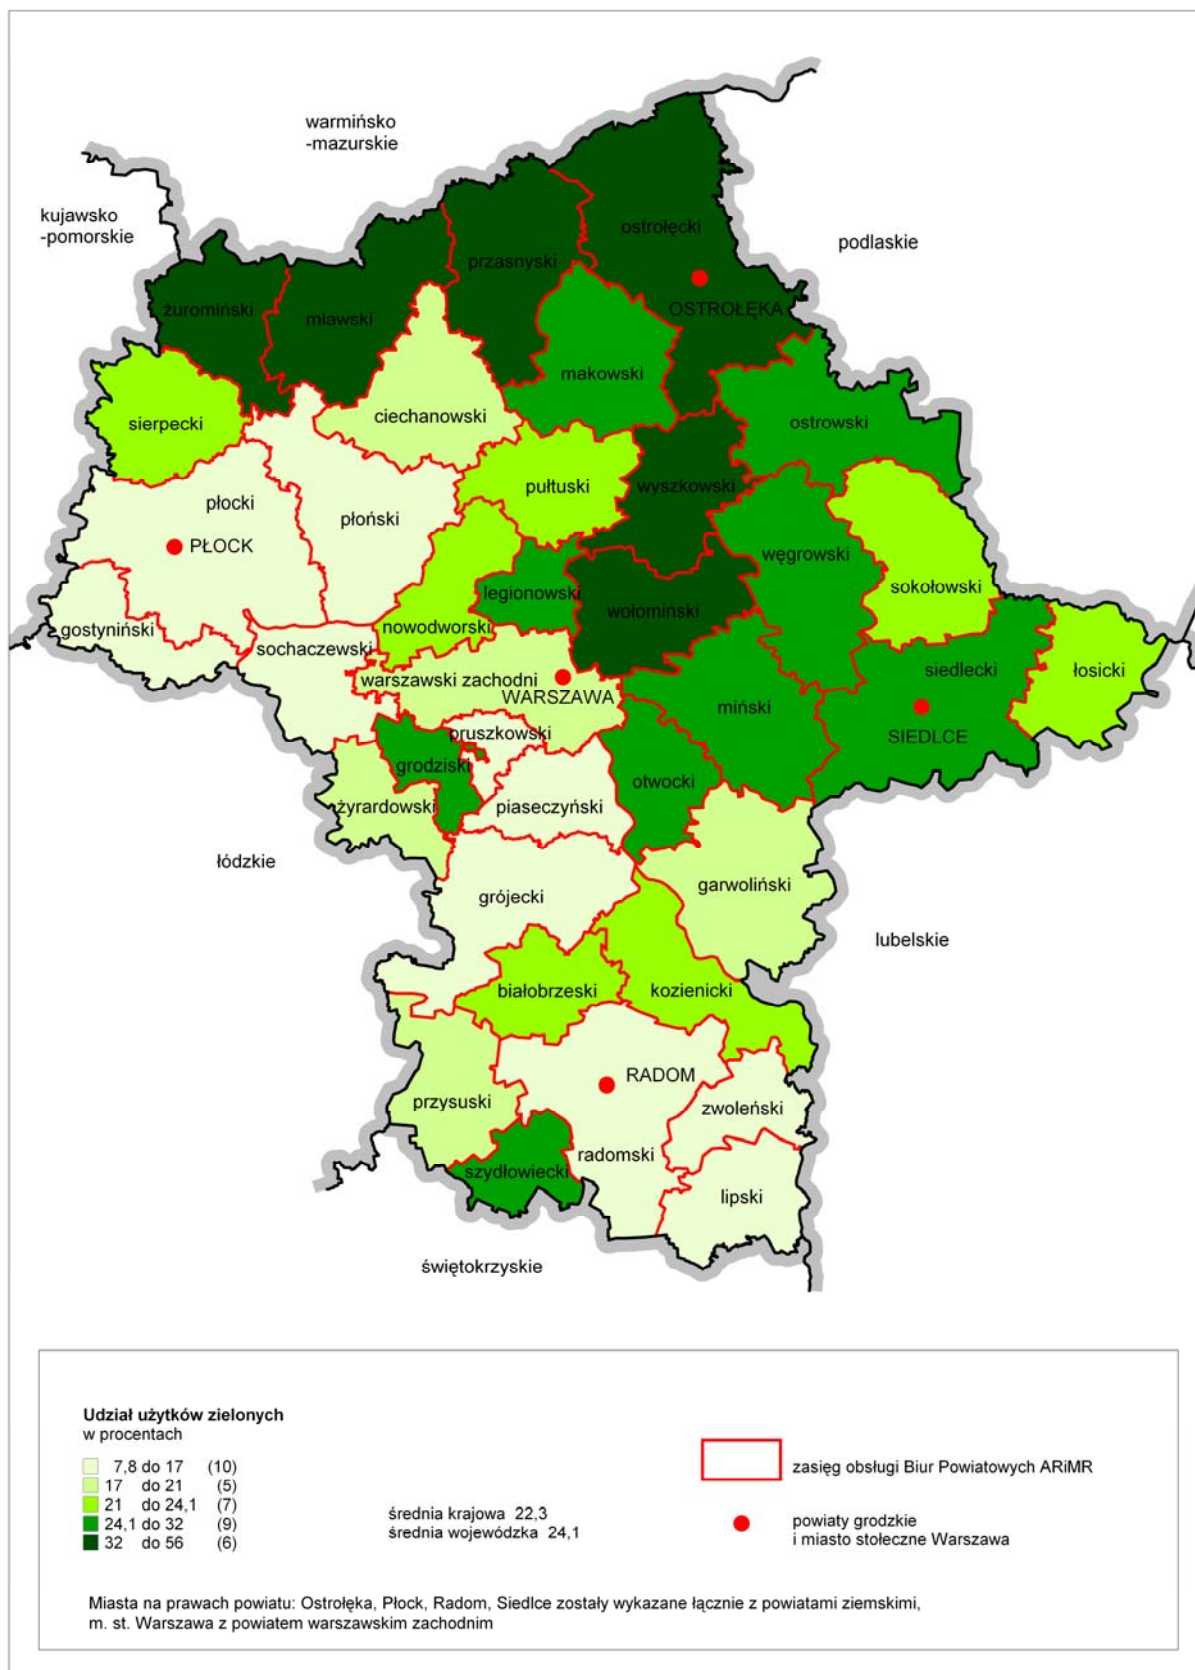 warmińsko
-mazurskie
kujawsko
-pomorskie
podlaskie
ostrołęcki
przasnyski
OSTROŁĘKA
żuromiński
mławski
makowski
ciechanowski
ostrowski
sierpecki
pułtuski
wyszkowski
płocki
płoński
PŁOCK
węgrowski
sokołowski
legionowski
wołomiński
nowodworski
gostyniński
sochaczewski
siedlecki
łosicki
warszawski zachodni
WARSZAWA
miński
SIEDLCE
pruszkowski
grodziski
otwocki
żyrardowski
piaseczyński
łódzkie
garwoliński
grójecki
lubelskie
białobrzeski
kozienicki
RADOM
przysuski
zwoleński
radomski
szydłowiecki
lipski
świętokrzyskie
Udział użytków zielonych
w procentach
7,8 do 17 (10)
17 do 21 (5)
21 do 24,1 (7)
24,1 do 32 (9)
32 do 56 (6)
średnia krajowa 22,3
średnia wojewódzka 24,1
zasięg obsługi Biur Powiatowych ARiMR
powiaty grodzkie
i miasto stołeczne Warszawa
Miasta na prawach powiatu: Ostrołęka, Płock, Radom, Siedlce zostały wykazane łącznie z powiatami ziemskimi,
m. st. Warszawa z powiatem warszawskim zachodnim